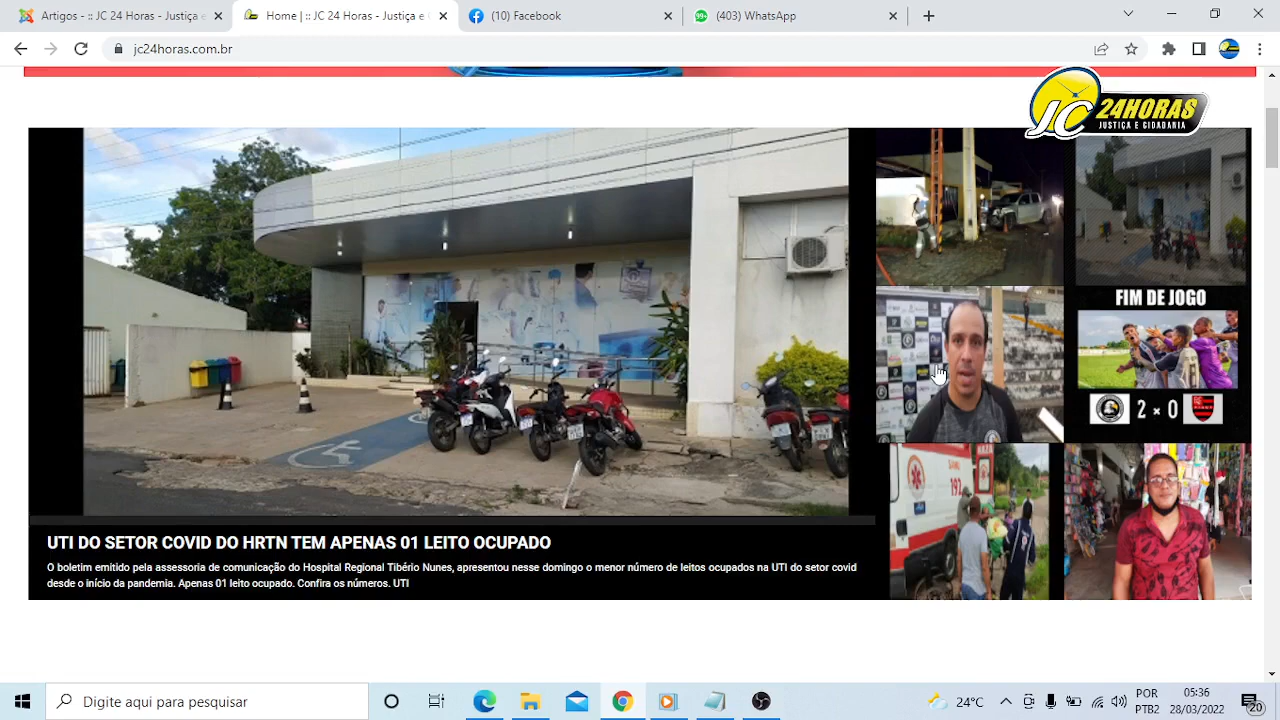 Artigos - JC 24 Horas - Justiça e
Home | :: JC 24 Horas - Justiça e
(10) Facebook
99+
(403) WhatsApp
jc24horas.com.br
JC 24HORAS
JUSTIÇA E CIDADANIA
FIM DE JOGO
2 × 0
SAMU
192
UTI DO SETOR COVID DO HRTN TEM APENAS 01 LEITO OCUPADO
O boletim emitido pela assessoria de comunicação do Hospital Regional Tibério Nunes, apresentou nesse domingo o menor número de leitos ocupados na UTI do setor covid
desde o início da pandemia. Apenas 01 leito ocupado. Confira os números. UTI
Digite aqui para pesquisar
24°C
POR
PTB2
05:36
28/03/2022
20